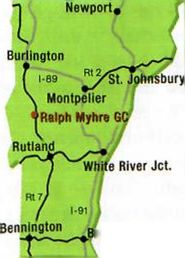 Newport
Burlington
I-89
Rt 2
St. Johnsbury
Montpelier
Ralph Myhre GC
Rutland
White River Jct.
Rt 7
I-91
Bennington
B